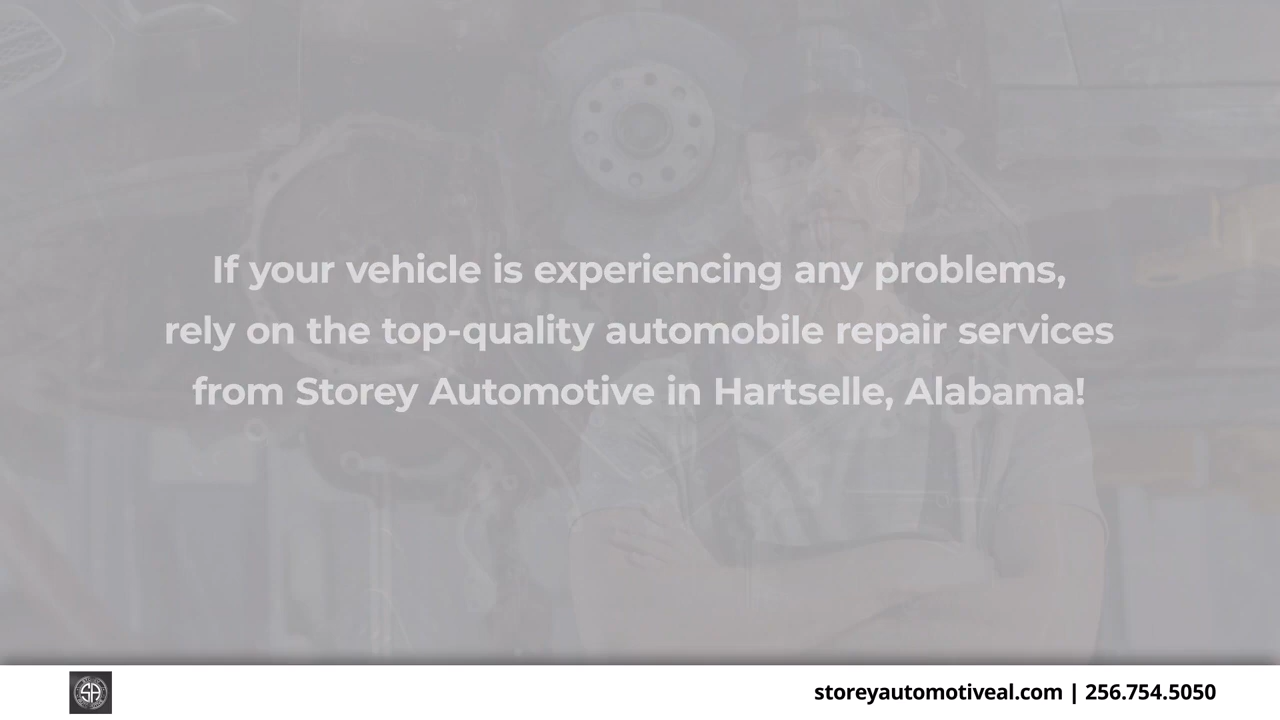 If your vehicle is experiencing any problems,
rely on the top-quality automobile repair services
from Storey Automotive in Hartselle, Alabama!
SA
storeyautomotiveal.com | 256.754.5050